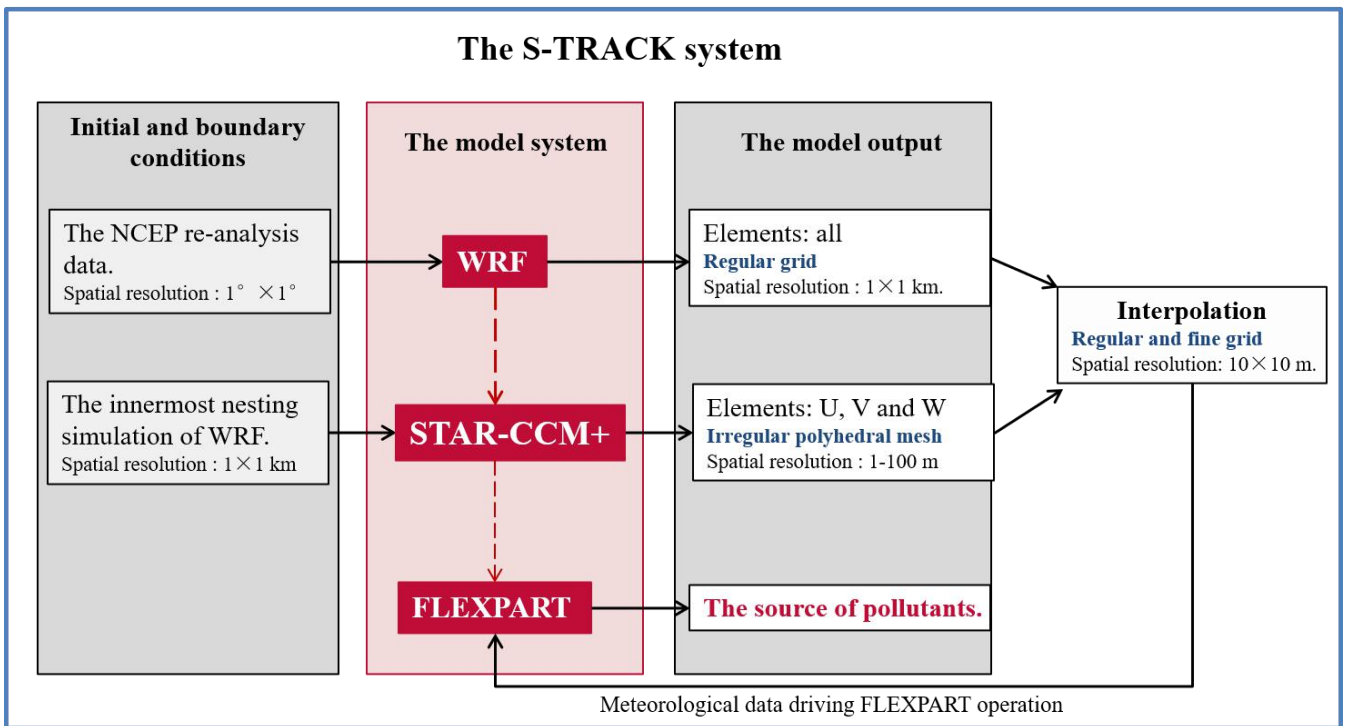 The S-TRACK system
Initial and boundary
conditions
The model system
The model output
The NCEP re-analysis
data.
Spatial resolution : 1° ×1°
WRF
Elements: all
Regular grid
Spatial resolution : 1×1 km.
Interpolation
Regular and fine grid
Spatial resolution: 10×10 m.
The innermost nesting
simulation of WRF.
Spatial resolution : 1×1 km
STAR-CCM+
Elements: U, V and W
Irregular polyhedral mesh
Spatial resolution : 1-100 m
FLEXPART
The source of pollutants.
Meteorological data driving FLEXPART operation